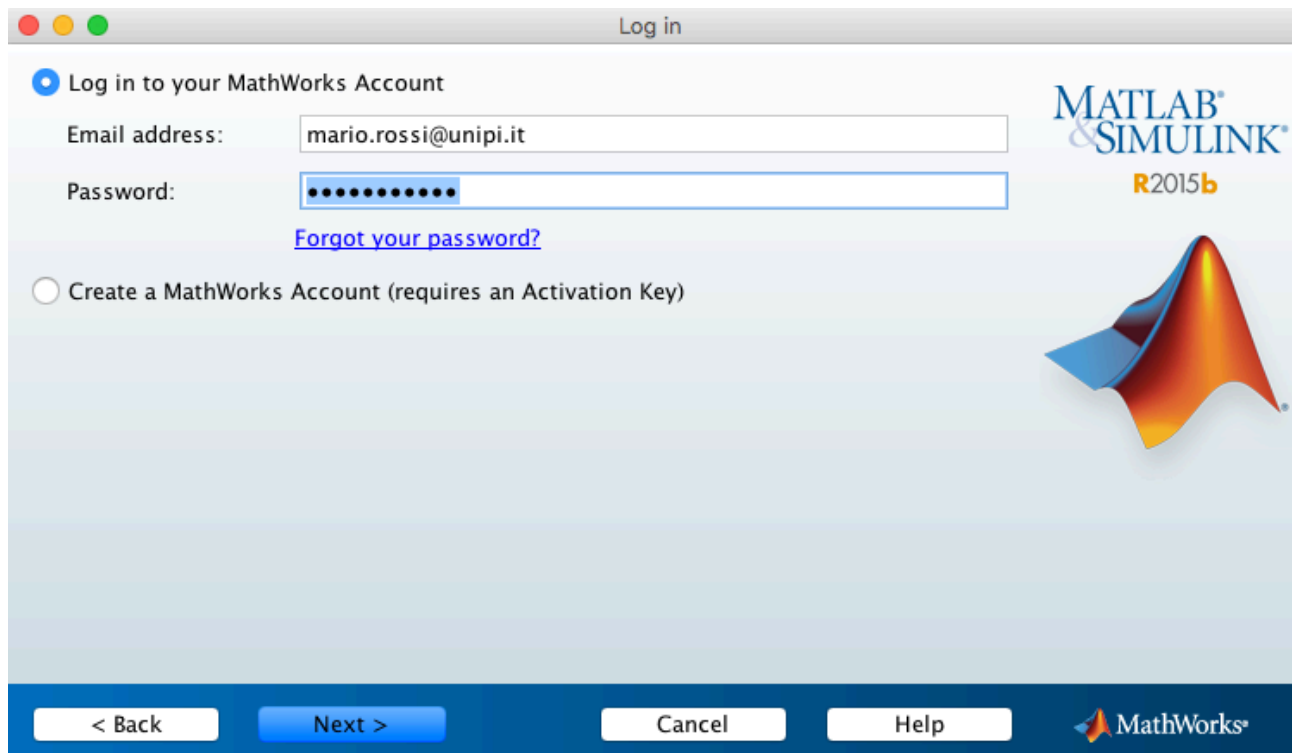 Log in
Log in to your MathWorks Account
Email address: mario.rossi@unipi.it
Password: •••••••••••
Forgot your password?
Create a MathWorks Account (requires an Activation Key)
MATLAB®
&SIMULINK®
R2015b
®
< Back Next > Cancel Help MathWorks®